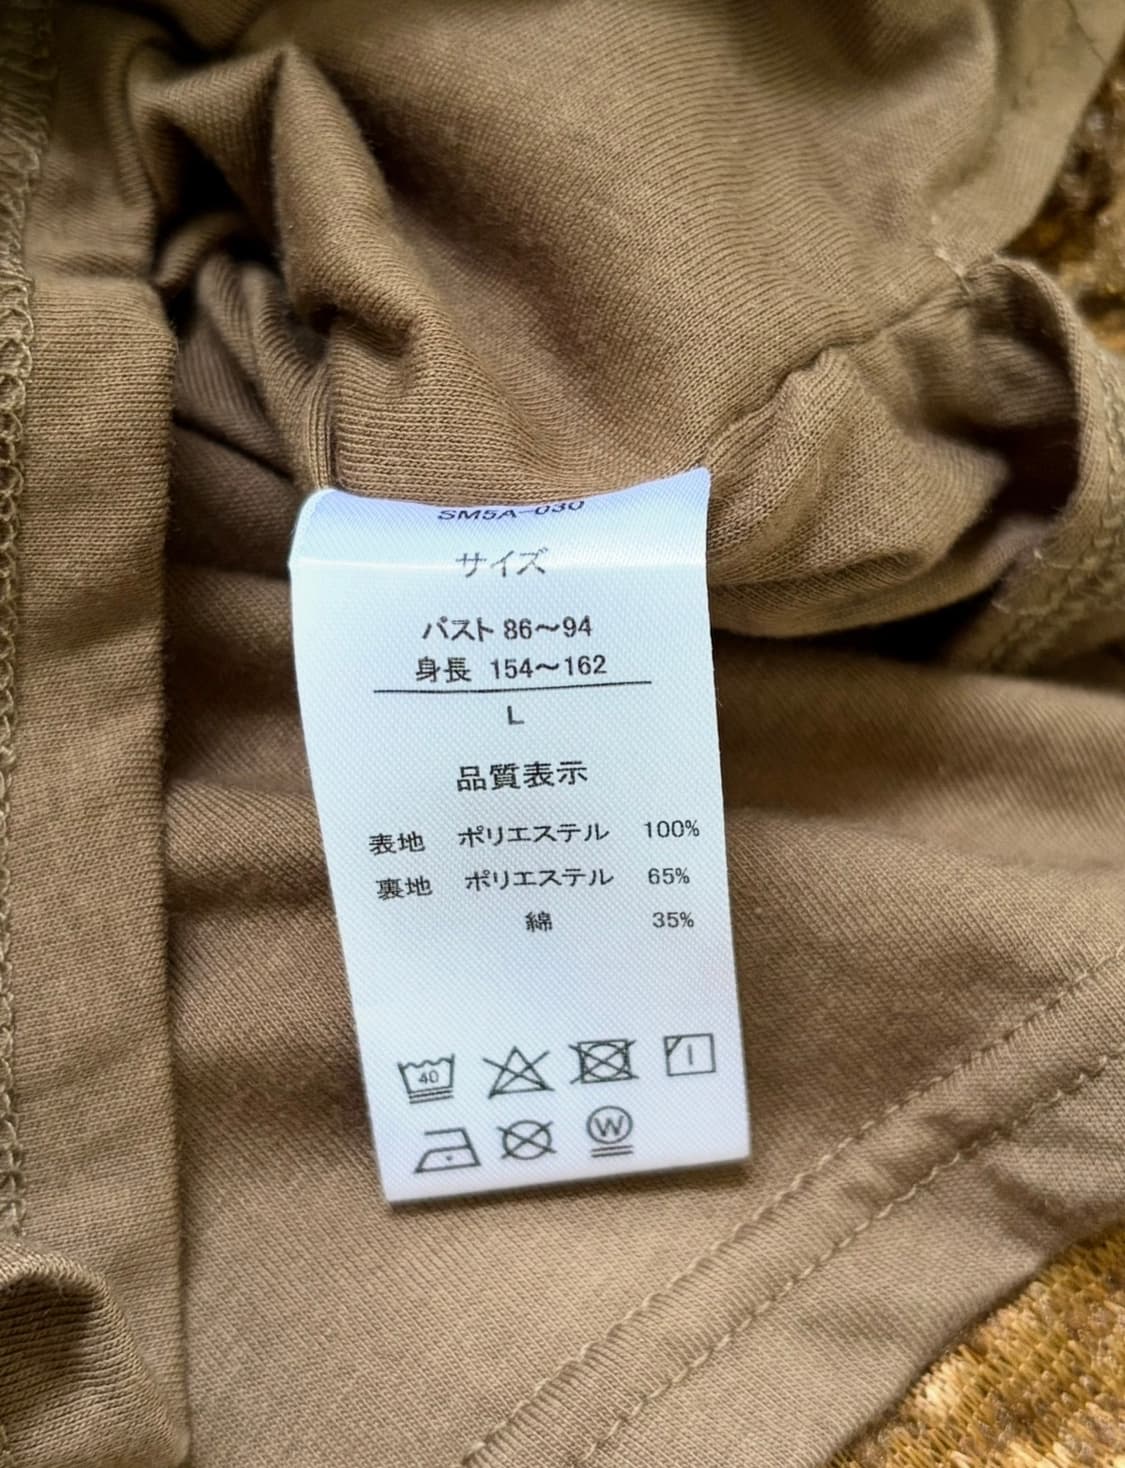 SM5A-030
サイズ
バスト 86～94
身長 154～162
L
品質表示
表地 ポリエステル 100%
裏地 ポリエステル 65%
綿 35%
40
W